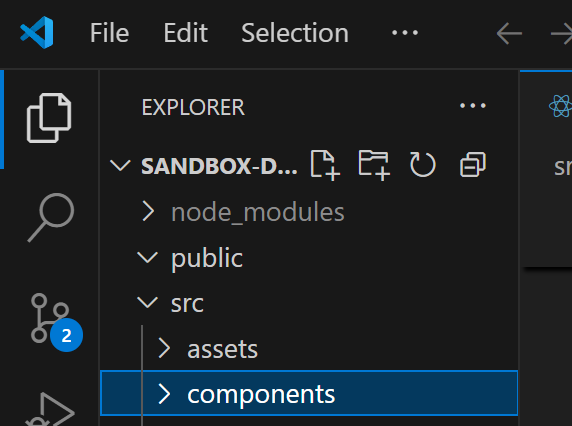 File Edit Selection ...
EXPLORER ...
SANDBOX-D...
node_modules
public
src
2
assets
components